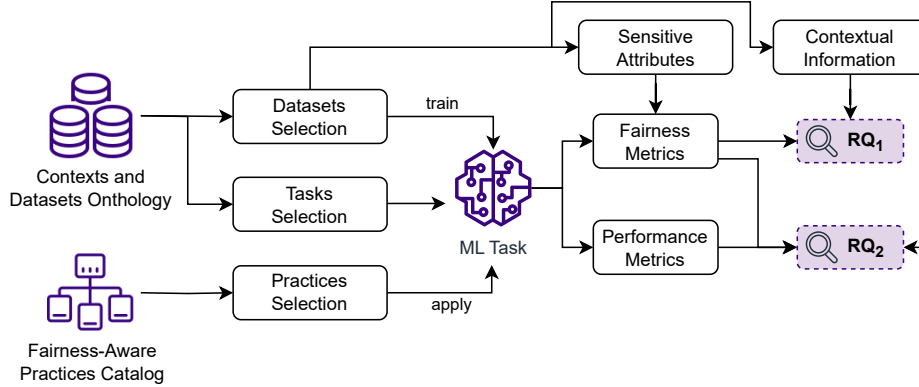 Sensitive
Attributes
Contextual
Information
Datasets
Selection
train
Fairness
Metrics
RQ1
Contexts and
Datasets Onthology
Tasks
Selection
ML Task
Performance
Metrics
RQ2
Practices
Selection
apply
Fairness-Aware
Practices Catalog